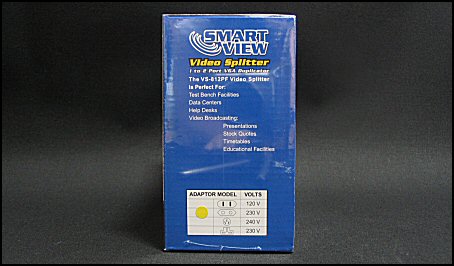 SMART
VIEW
Video Splitter
1 to 2 Port VGA Duplicator
The VS-812PF Video Splitter
is Perfect For:
Test Bench Facilities
Data Centers
Help Desks
Video Broadcasting:
Presentations
Stock Quotes
Timetables
Educational Facilities
ADAPTOR MODEL VOLTS
120 V
230 V
240 V
230 V